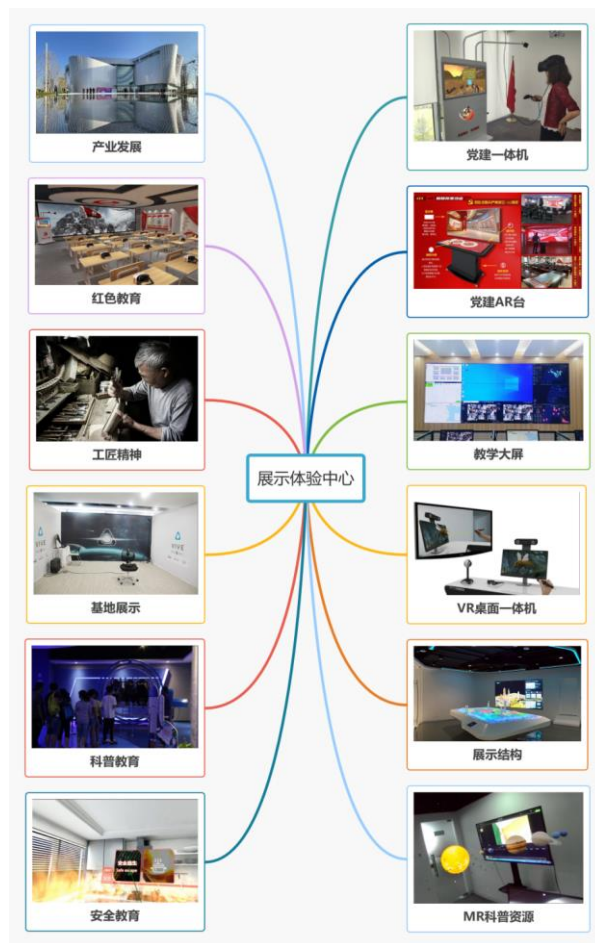 产业发展
党建一体机
红色教育
党建AR台
工匠精神
教学大屏
展示体验中心
基地展示
VIVE
VIVE
VR桌面一体机
科普教育
展示结构
安全教育
MR科普资源